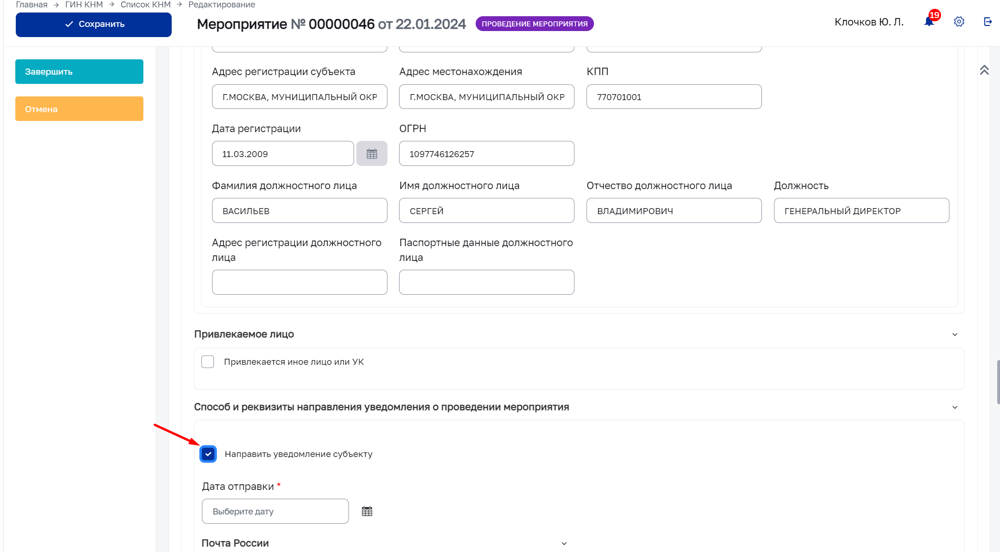 Главная → ГИН КНМ → Список КНМ → Редактирование
Сохранить
Мероприятие № 00000046 от 22.01.2024
ПРОВЕДЕНИЕ МЕРОПРИЯТИЯ
Клочков Ю. Л.
19
Завершить
Отмена
Адрес регистрации субъекта
Адрес местонахождения
КПП
Г.МОСКВА, МУНИЦИПАЛЬНЫЙ ОКР
Г.МОСКВА, МУНИЦИПАЛЬНЫЙ ОКР
770701001
Дата регистрации
ОГРН
11.03.2009
1097746126257
Фамилия должностного лица
Имя должностного лица
Отчество должностного лица
Должность
ВАСИЛЬЕВ
СЕРГЕЙ
ВЛАДИМИРОВИЧ
ГЕНЕРАЛЬНЫЙ ДИРЕКТОР
Адрес регистрации должностного
лица
Паспортные данные должностного
лица
Привлекаемое лицо
Привлекается иное лицо или УК
Способ и реквизиты направления уведомления о проведении мероприятия
Направить уведомление субъекту
Дата отправки *
Выберите дату
Почта России